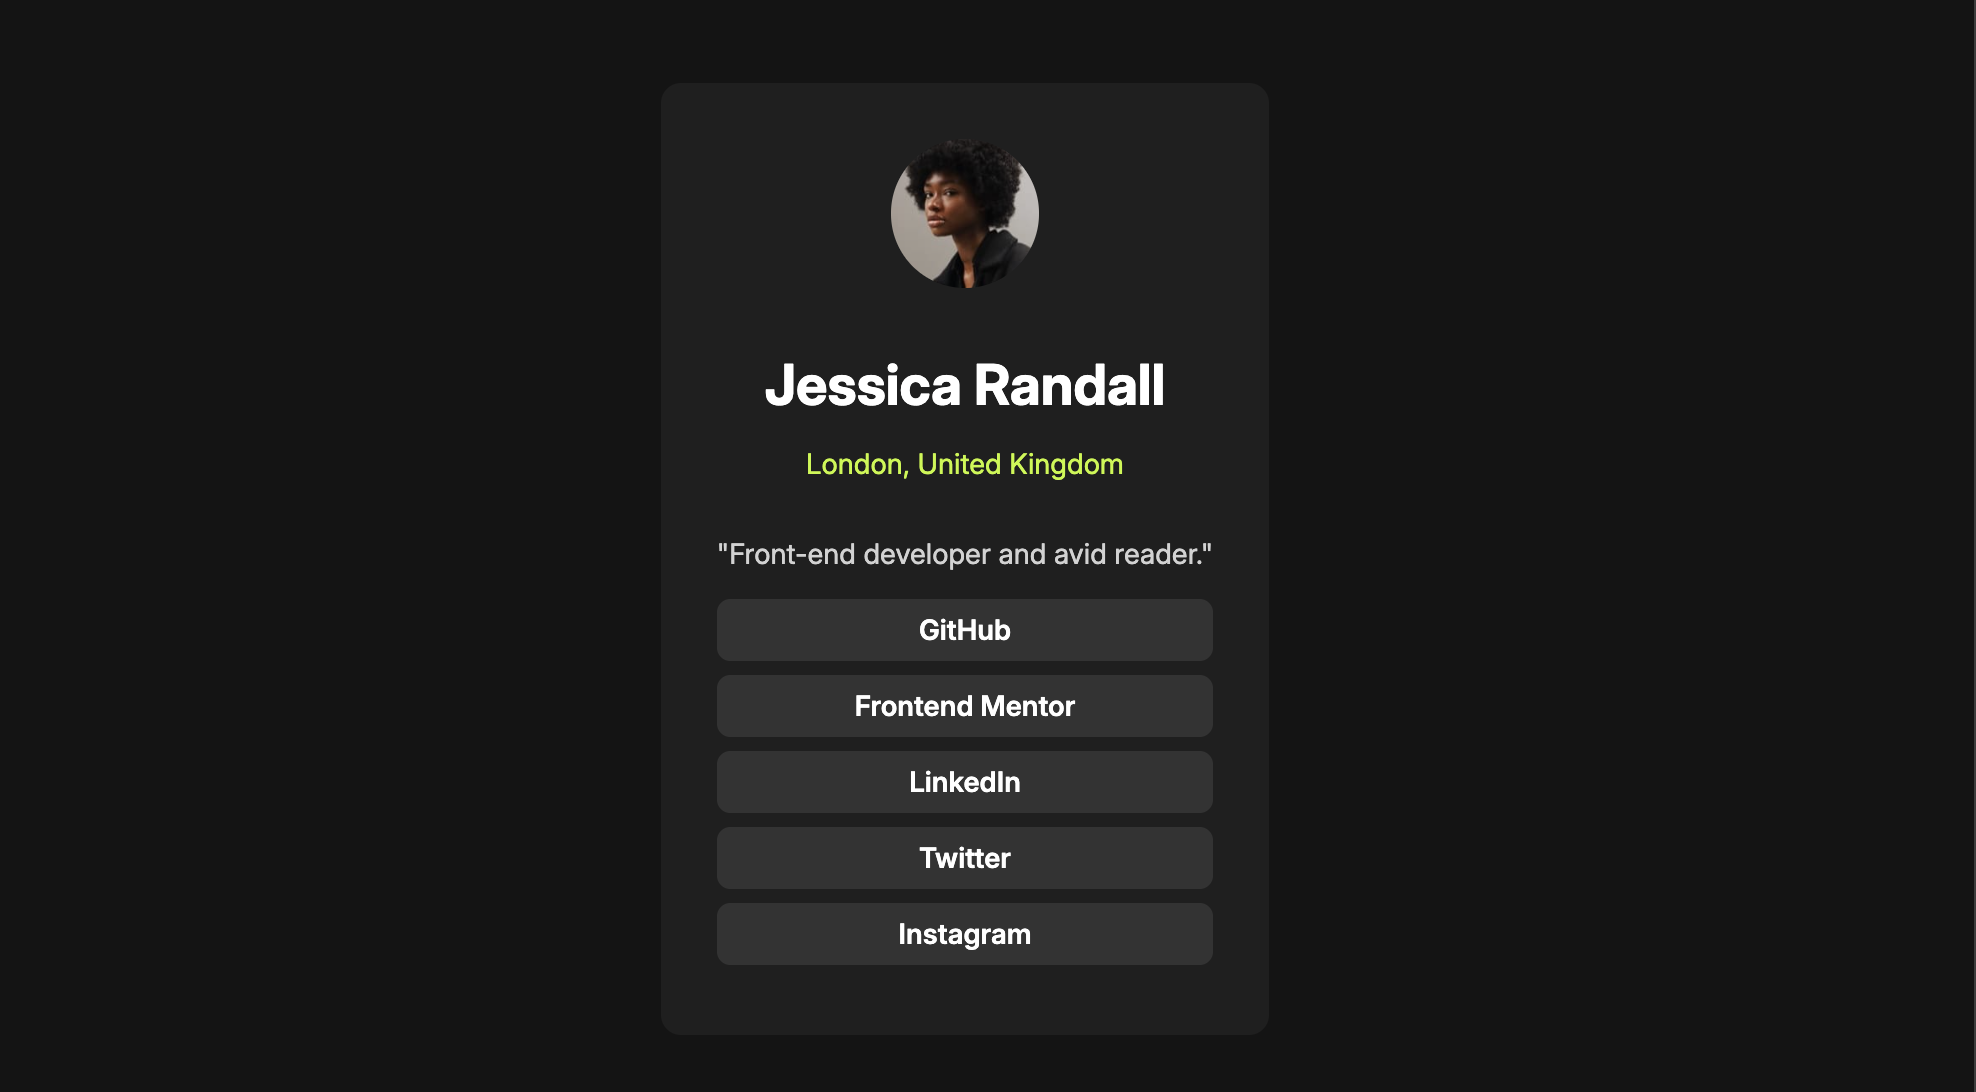 Jessica Randall
London, United Kingdom
"Front-end developer and avid reader."
GitHub
Frontend Mentor
LinkedIn
Twitter
Instagram